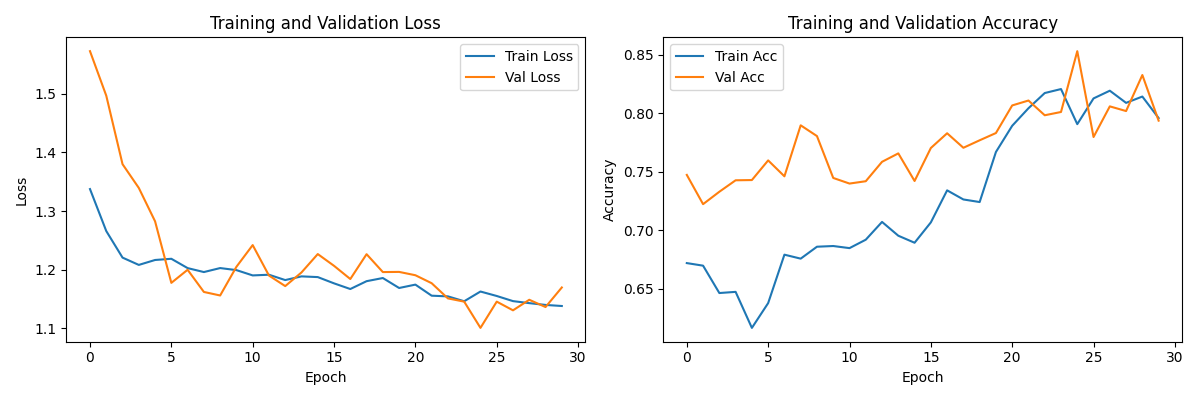 Training and Validation Loss
Train Loss
Val Loss
1.5
1.4
1.3
1.2
1.1
Loss
0
5
10
15
20
25
30
Epoch
Training and Validation Accuracy
Train Acc
Val Acc
0.85
0.80
0.75
0.70
0.65
Accuracy
0
5
10
15
20
25
30
Epoch